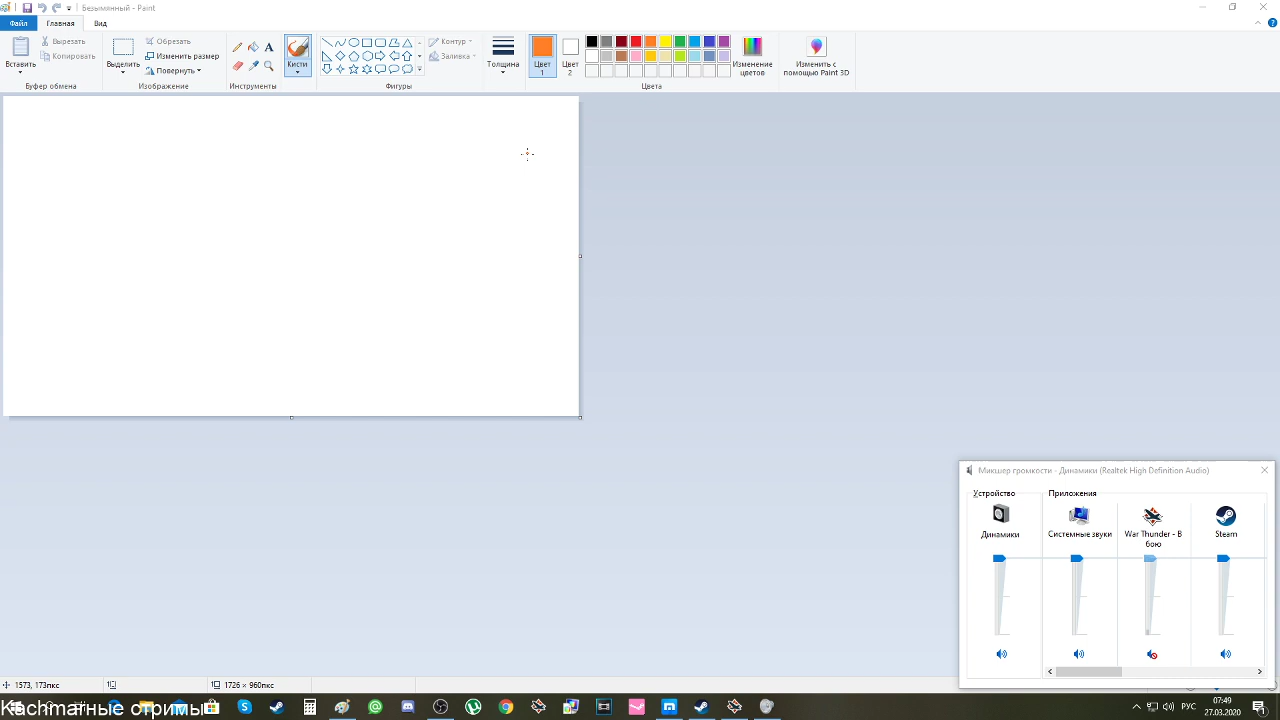 Безымянный - Paint
Файл
Главная
Вид
Вставить
Вырезать
Копировать
Буфер обмена
Выделить
Обрезать
Изменить размер
Повернуть
Изображение
A
Инструменты
Кисти
Фигуры
Контур
Заливка
Толщина
Цвет
1
Цвет
2
Изменение
цветов
Цвета
Изменить с
помощью Paint 3D
Микшер громкости - Динамики (Realtek High Definition Audio)
Устройство
Приложения
Динамики
Системные звуки
War Thunder - В
бою
Steam
1573, 173пкс
1726 × 960пкс
РУС
07:49
27.03.2020
1